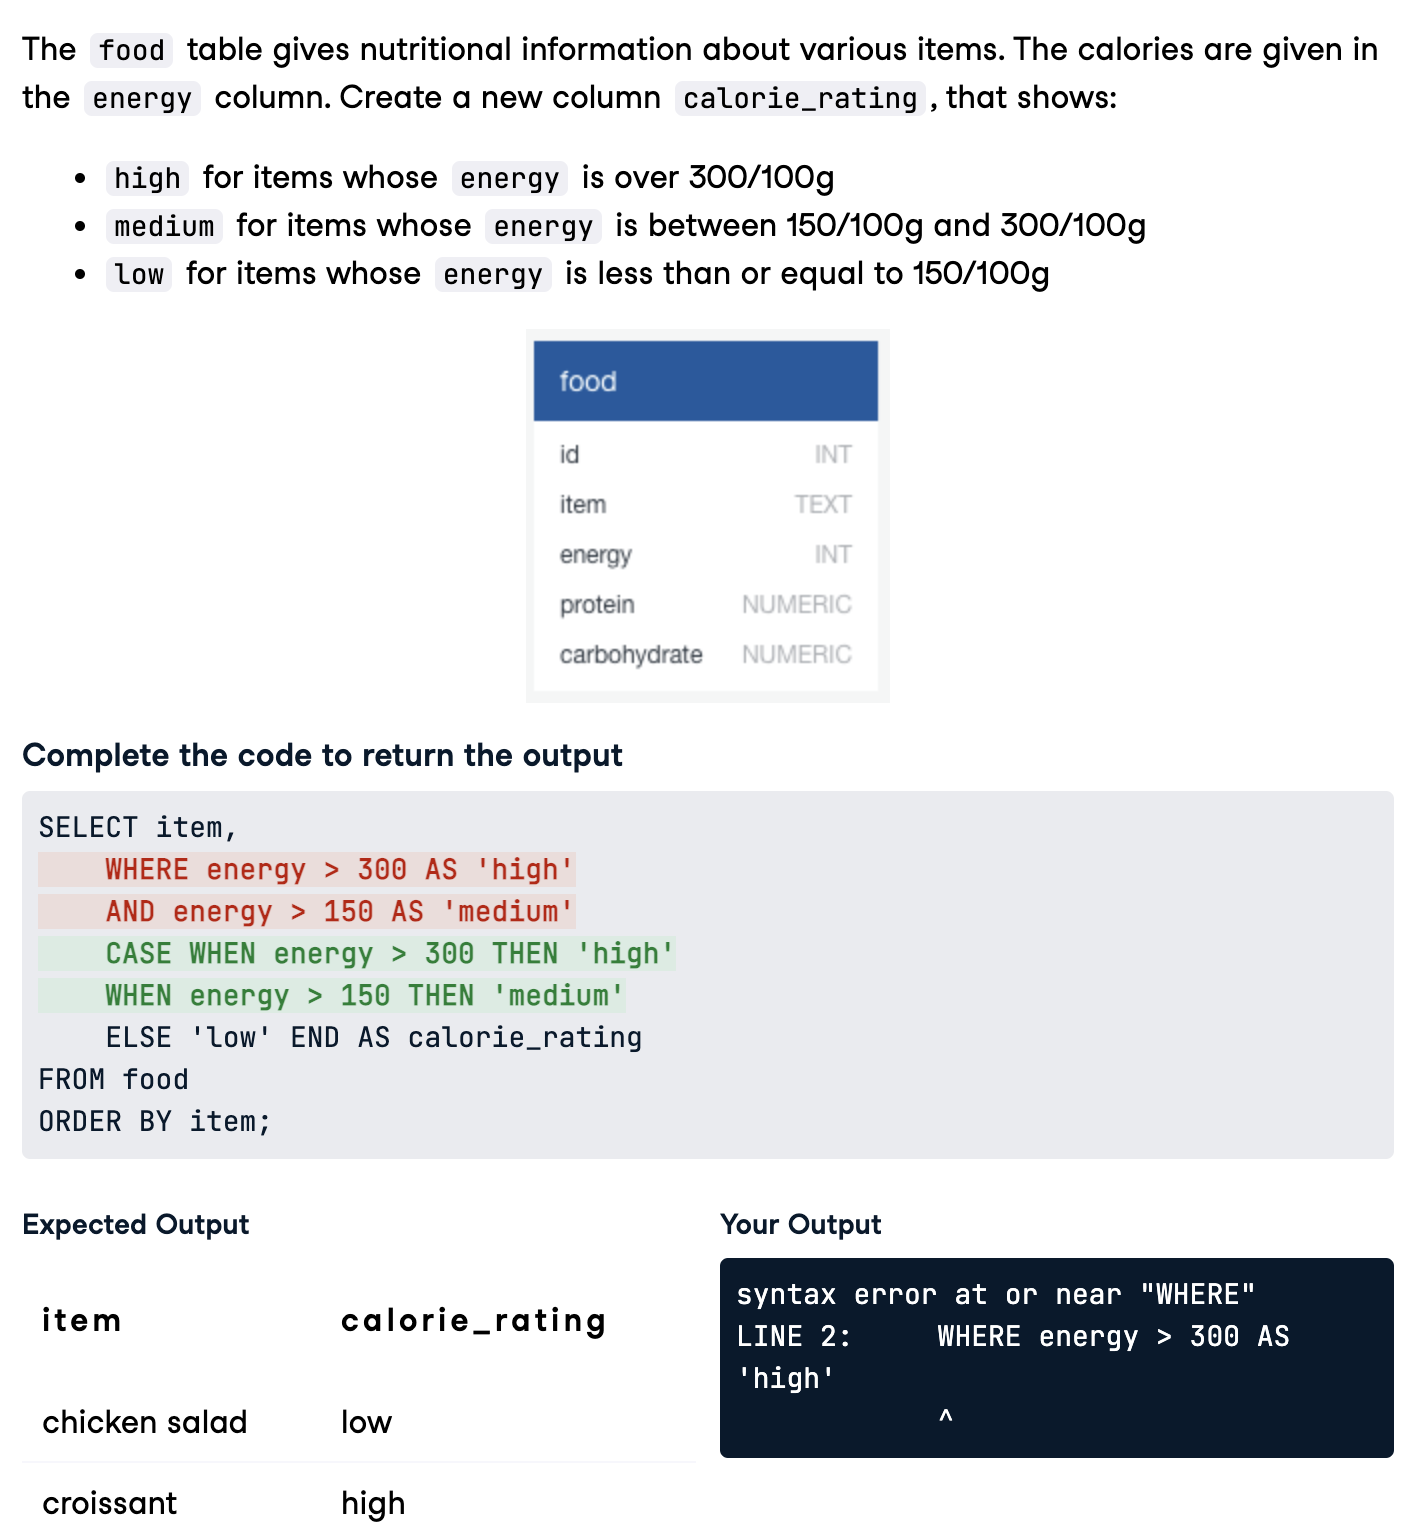 The food table gives nutritional information about various items. The calories are given in
the energy column. Create a new column calorie_rating, that shows:
• high for items whose energy is over 300/100g
• medium for items whose energy is between 150/100g and 300/100g
• low for items whose energy is less than or equal to 150/100g
food
id INT
item TEXT
energy INT
protein NUMERIC
carbohydrate NUMERIC
Complete the code to return the output
SELECT item,
    WHERE energy > 300 AS 'high'
    AND energy > 150 AS 'medium'
    CASE WHEN energy > 300 THEN 'high'
    WHEN energy > 150 THEN 'medium'
    ELSE 'low' END AS calorie_rating
FROM food
ORDER BY item;
Expected Output
item calorie_rating
chicken salad low
croissant high
Your Output
syntax error at or near "WHERE"
LINE 2:     WHERE energy > 300 AS
'high'
            ^